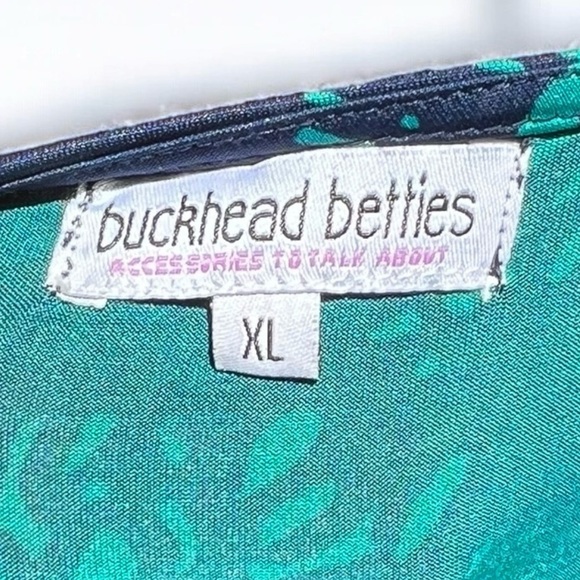 buckhead betties
ACCESSORIES TO TALK ABOUT
XL